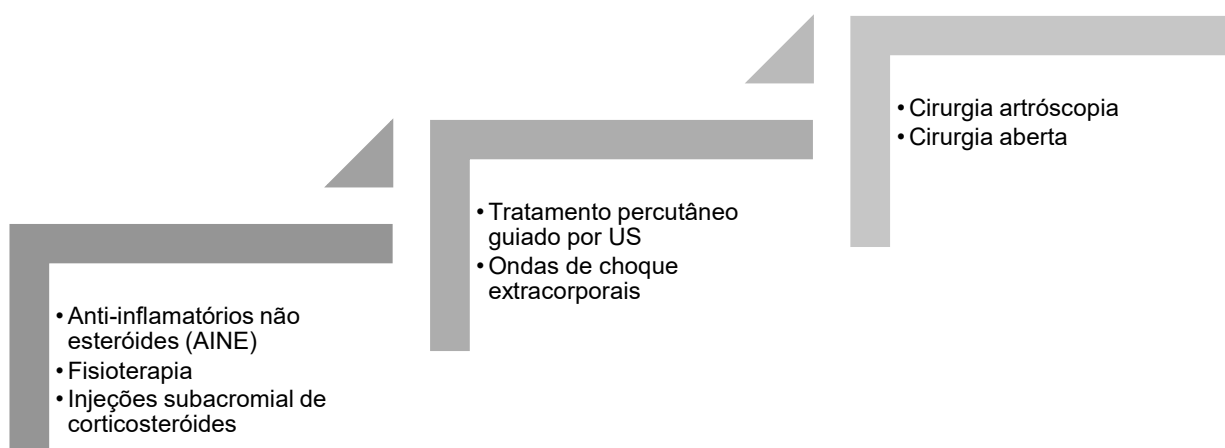 • Anti-inflamatórios não
esteróides (AINE)
• Fisioterapia
• Injeções subacromial de
corticosteróides
• Tratamento percutâneo
guiado por US
• Ondas de choque
extracorporais
• Cirurgia artróscopia
• Cirurgia aberta